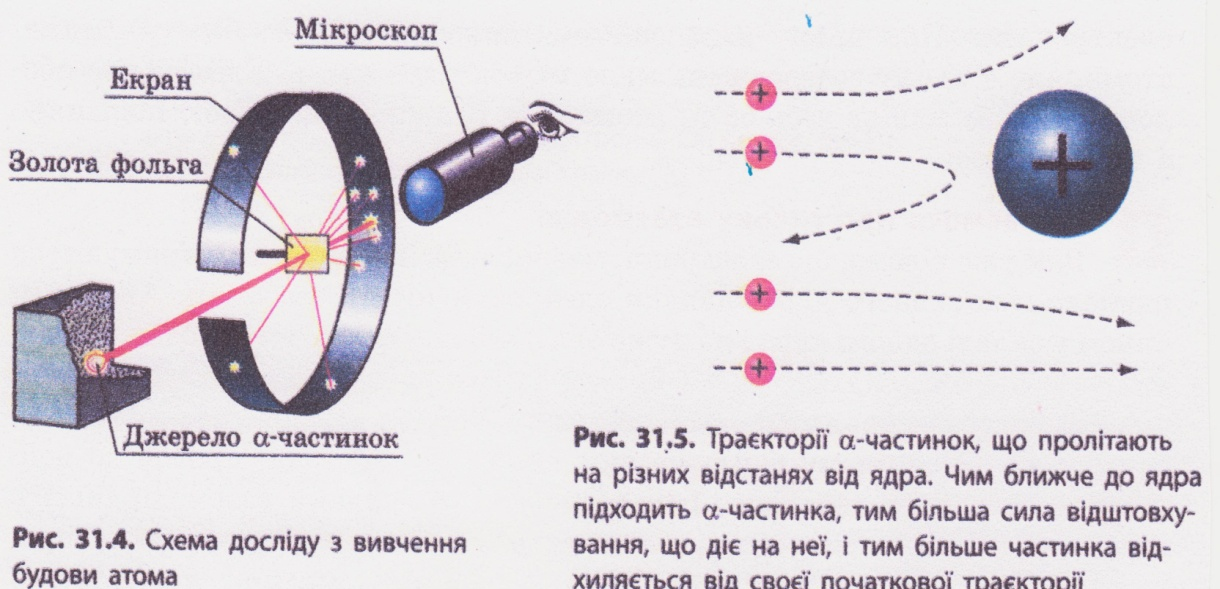 Мікроскоп
Екран
Золота фольга
Джерело α-частинок
Рис. 31.4. Схема досліду з вивчення
будови атома
+
+
+
+
+
Рис. 31.5. Траєкторії α-частинок, що пролітають
на різних відстанях від ядра. Чим ближче до ядра
підходить α-частинка, тим більша сила відштовху-
вання, що діє на неї, і тим більше частинка від-
хиляється від своєї початкової траєкторії